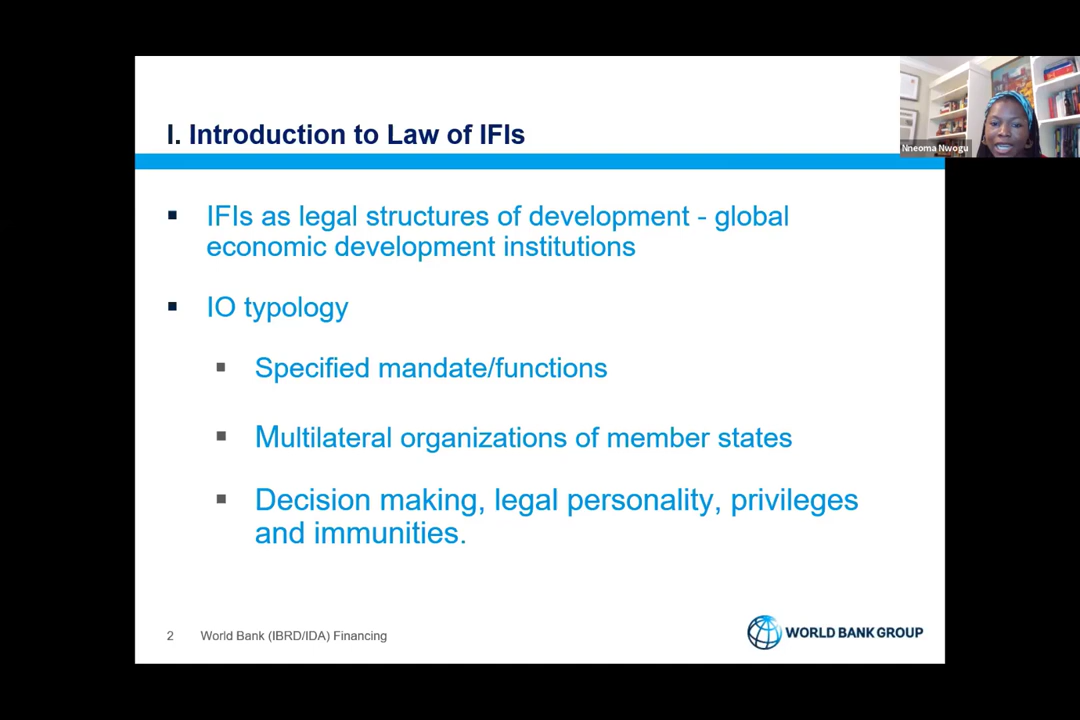 I. Introduction to Law of IFIs
Nneoma Nwogu
▪ IFIs as legal structures of development - global
economic development institutions
▪ IO typology
▪ Specified mandate/functions
▪ Multilateral organizations of member states
▪ Decision making, legal personality, privileges
and immunities.
2 World Bank (IBRD/IDA) Financing
WORLD BANK GROUP